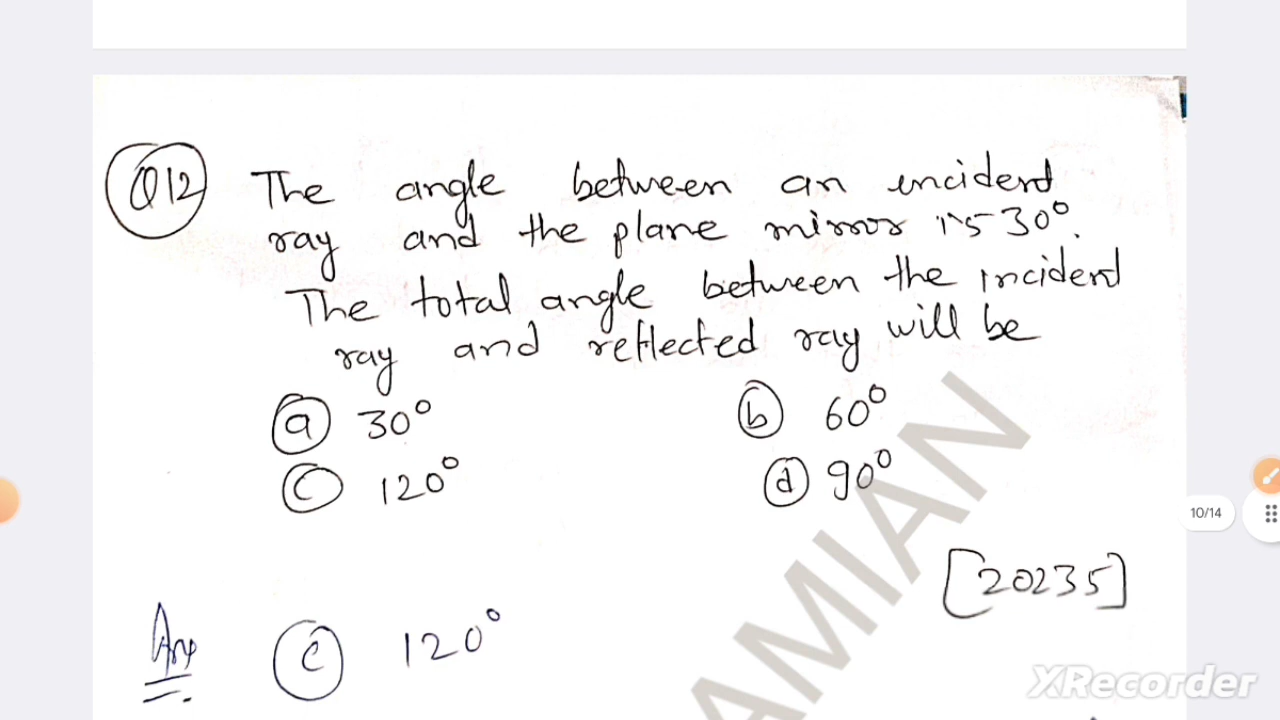 Q12 The angle between an incident
ray and the plane mirror is 30°.
The total angle between the incident
ray and reflected ray will be
(a) 30° (b) 60°
(c) 120° (d) 90°
10/14
[20235]
Ans (c) 120°
AMIAN
XRecorder